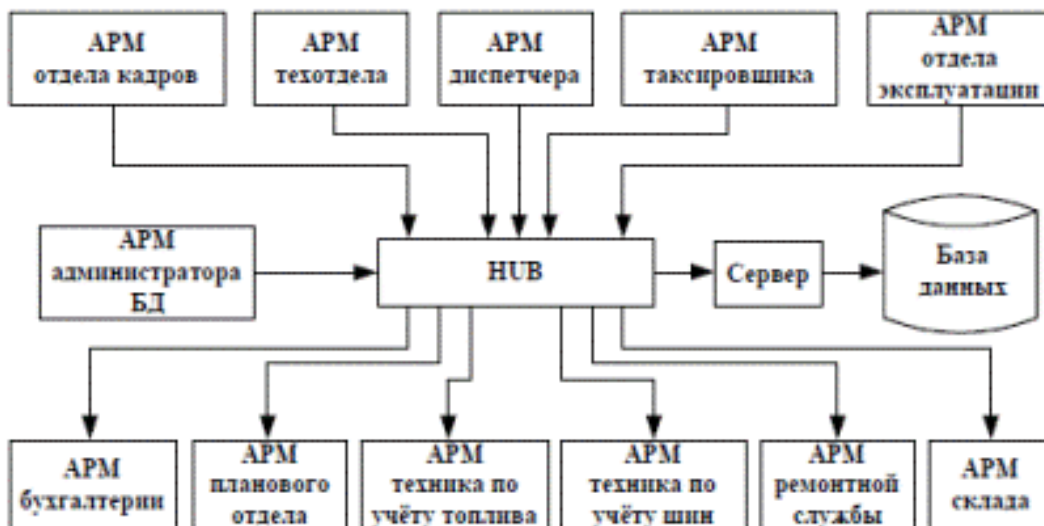 АРМ
отдела кадров
АРМ
техотдела
АРМ
диспетчера
АРМ
таксировщика
АРМ
отдела
эксплуатации
АРМ
администратора
БД
HUB
Сервер
База
данных
АРМ
бухгалтерии
АРМ
планового
отдела
АРМ
техника по
учёту топлива
АРМ
техника по
учёту шин
АРМ
ремонтной
службы
АРМ
склада